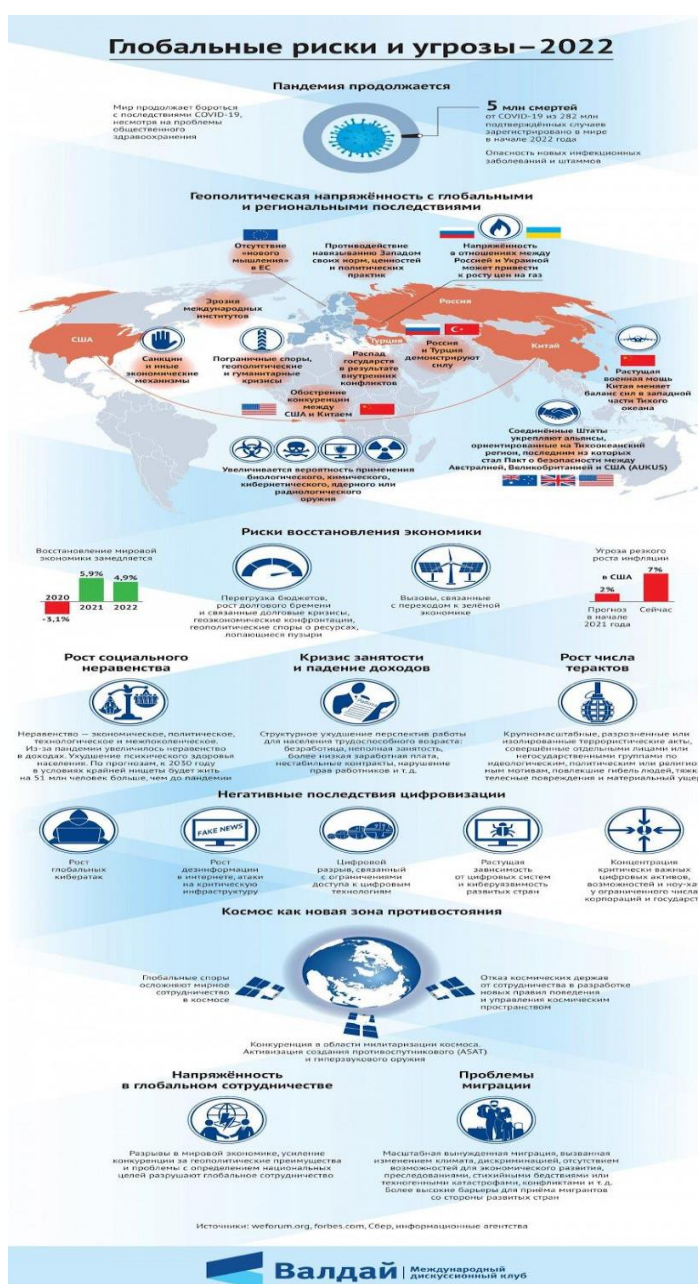 Глобальные риски и угрозы–2022
Пандемия продолжается
Мир продолжает бороться
с последствиями COVID-19,
несмотря на проблемы
общественного
здравоохранения
5 млн смертей
от COVID-19 из 282 млн
подтверждённых случаев
зарегистрировано в мире
в начале 2022 года
Опасность новых инфекционных
заболеваний и штаммов
Геополитическая напряжённость с глобальными
и региональными последствиями
Отсутствие
«нового
мышления»
в ЕС
Противодействие
навязыванию Западом
своих норм, ценностей
и политических
практик
Напряжённость
в отношениях между
Россией и Украиной
может привести
к росту цен на газ
Эрозия
международных
институтов
Россия
США
Турция
Китай
Санкции
и иные
экономические
механизмы
Пограничные споры,
геополитические
и гуманитарные
кризисы
Распад
государств
в результате
внутренних
конфликтов
Россия
и Турция
демонстрируют
силу
Растущая
военная мощь
Китая меняет
баланс сил в западной
части Тихого
океана
Обострение
конкуренции
между
США и Китаем
Соединённые Штаты
укрепляют альянсы,
ориентированные на Тихоокеанский
регион, последним из которых
стал Пакт о безопасности между
Австралией, Великобританией и США (AUKUS)
Увеличивается вероятность применения
биологического, химического,
кибернетического, ядерного или
радиологического
оружия
Риски восстановления экономики
Восстановление мировой
экономики замедляется
2020
-3,1%
5,9%
2021
4,9%
2022
Перегрузка бюджетов,
рост долгового бремени
и связанные долговые кризисы,
геоэкономические конфронтации,
геополитические споры о ресурсах,
лопающиеся пузыри
Вызовы, связанные
с переходом к зелёной
экономике
Угроза резкого
роста инфляции
в США
2%
7%
Прогноз
в начале
2021 года
Сейчас
Рост социального
неравенства
Неравенство — экономическое, политическое,
технологическое и межпоколенческое.
Из-за пандемии увеличилось неравенство
в доходах. Ухудшение психического здоровья
населения. По прогнозам, к 2030 году
в условиях крайней нищеты будет жить
на 51 млн человек больше, чем до пандемии
Кризис занятости
и падение доходов
Структурное ухудшение перспектив работы
для населения трудоспособного возраста:
безработица, неполная занятость,
более низкая заработная плата,
нестабильные контракты, нарушение
прав работников и т. д.
Рост числа
терактов
Крупномасштабные, разрозненные или
изолированные террористические акты,
совершённые отдельными лицами или
негосударственными группами по
идеологическим, политическим или религио
ным мотивам, повлекшие гибель людей, тяжк
телесные повреждения и материальный уще
Негативные последствия цифровизации
Рост
глобальных
кибератак
FAKE NEWS
Рост
дезинформации
в интернете, атаки
на критическую
инфраструктуру
Цифровой
разрыв, связанный
с ограничениями
доступа к цифровым
технологиям
Растущая
зависимость
от цифровых систем
и киберуязвимость
развитых стран
Концентрация
критически важных
цифровых активов,
возможностей и ноу-ха
у ограниченного числа
корпораций и государст
Космос как новая зона противостояния
Глобальные споры
осложняют мирное
сотрудничество
в космосе
Отказ космических держав
от сотрудничества в разработке
новых правил поведения
и управления космическим
пространством
Конкуренция в области милитаризации космоса.
Активизация создания противоспутникового (ASAT)
и гиперзвукового оружия
Напряжённость
в глобальном сотрудничестве
Разрывы в мировой экономике, усиление
конкуренции за геополитические преимущества
и проблемы с определением национальных
целей разрушают глобальное сотрудничество
Проблемы
миграции
Масштабная вынужденная миграция, вызванная
изменением климата, дискриминацией, отсутствием
возможностей для экономического развития,
преследованиями, стихийными бедствиями или
техногенными катастрофами, конфликтами и т. д.
Более высокие барьеры для приёма мигрантов
со стороны развитых стран
Источники: weforum.org, forbes.com, Сбер, информационные агентства
Валдай
Международный
дискуссионный клуб